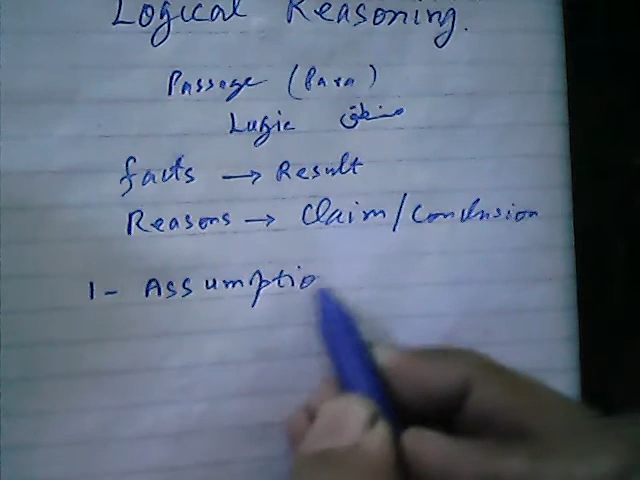 Logical Reasoning.
Passage (Para)
Logic منطق
facts → Result
Reasons → Claim/Conclusion
1- Assumptio